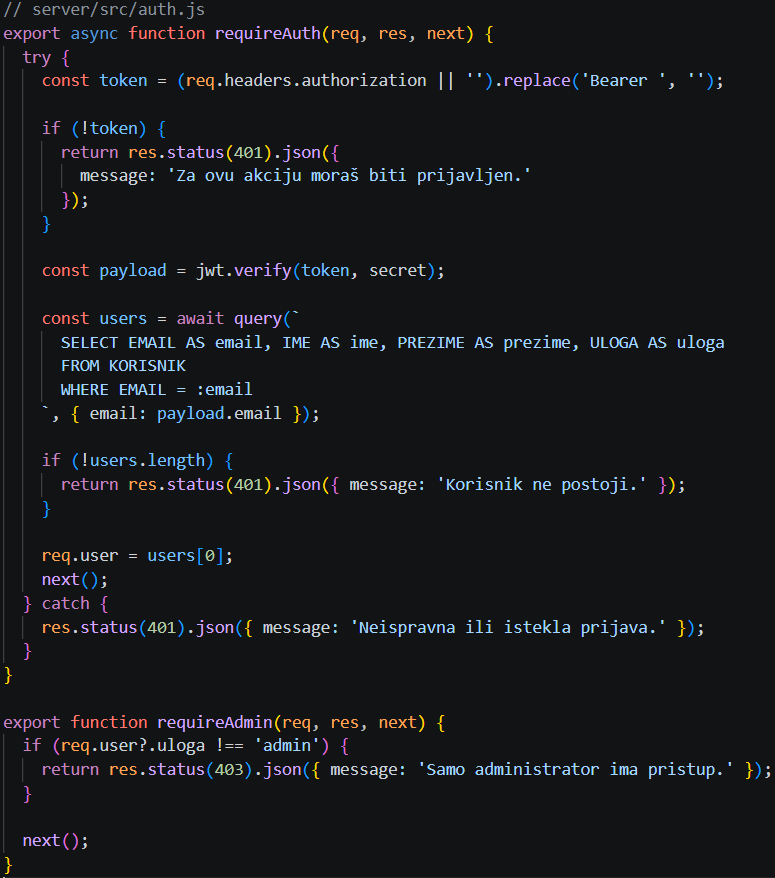 // server/src/auth.js
export async function requireAuth(req, res, next) {
  try {
    const token = (req.headers.authorization || '').replace('Bearer ', '');

    if (!token) {
      return res.status(401).json({
        message: 'Za ovu akciju moraš biti prijavljen.'
      });
    }

    const payload = jwt.verify(token, secret);

    const users = await query(`
      SELECT EMAIL AS email, IME AS ime, PREZIME AS prezime, ULOGA AS uloga
      FROM KORISNIK
      WHERE EMAIL = :email
    `, { email: payload.email });

    if (!users.length) {
      return res.status(401).json({ message: 'Korisnik ne postoji.' });
    }

    req.user = users[0];
    next();
  } catch {
    res.status(401).json({ message: 'Neispravna ili istekla prijava.' });
  }
}

export function requireAdmin(req, res, next) {
  if (req.user?.uloga !== 'admin') {
    return res.status(403).json({ message: 'Samo administrator ima pristup.' });
  }

  next();
}